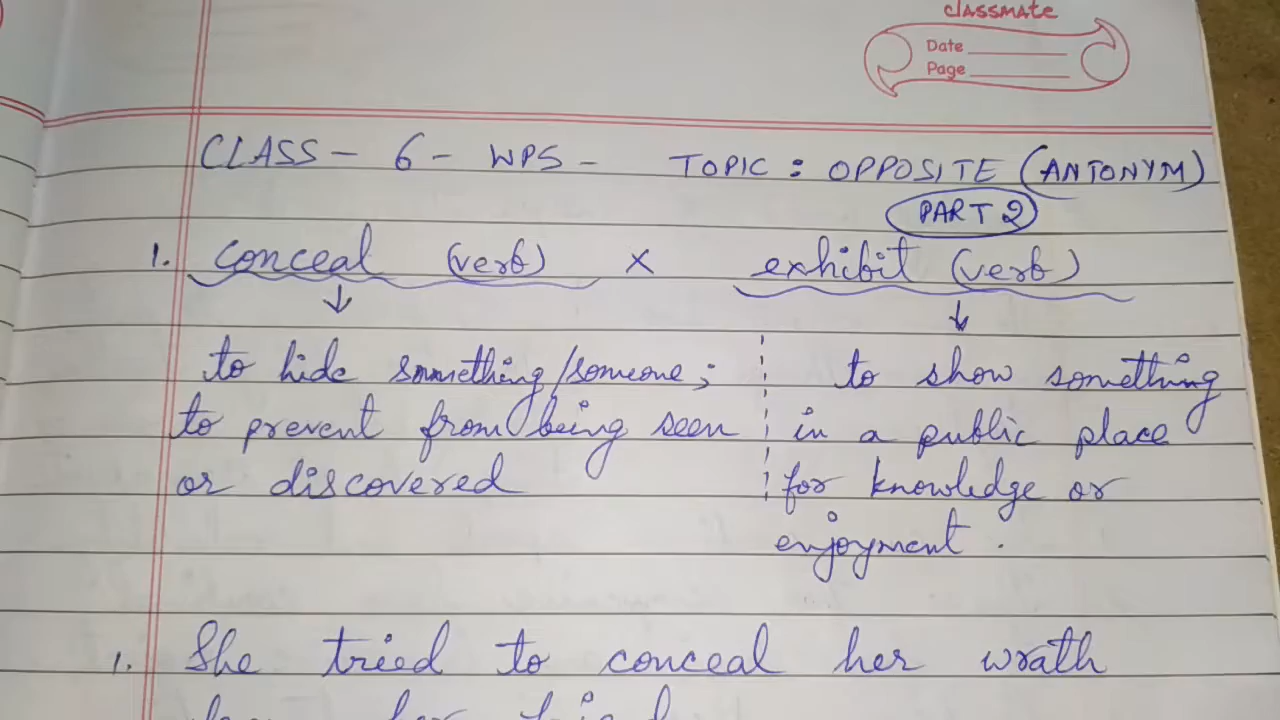 classmate
Date
Page
CLASS - 6 - WPS - TOPIC : OPPOSITE (ANTONYM)
PART 2
1. conceal (verb) × exhibit (verb)
↓ ↓
to hide something/someone; to show something
to prevent from being seen in a public place
or discovered for knowledge or
enjoyment.
1. She tried to conceal her wrath